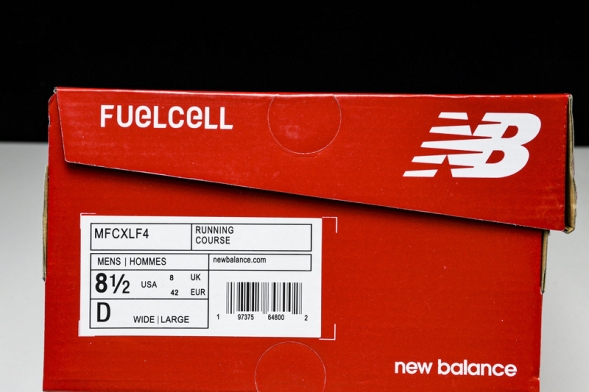 FUELCELL
NB
MFCXLF4
RUNNING
COURSE
MENS | HOMMES
newbalance.com
8½ USA 8 UK
42 EUR
D WIDE | LARGE
1 97375 64800 2
new balance